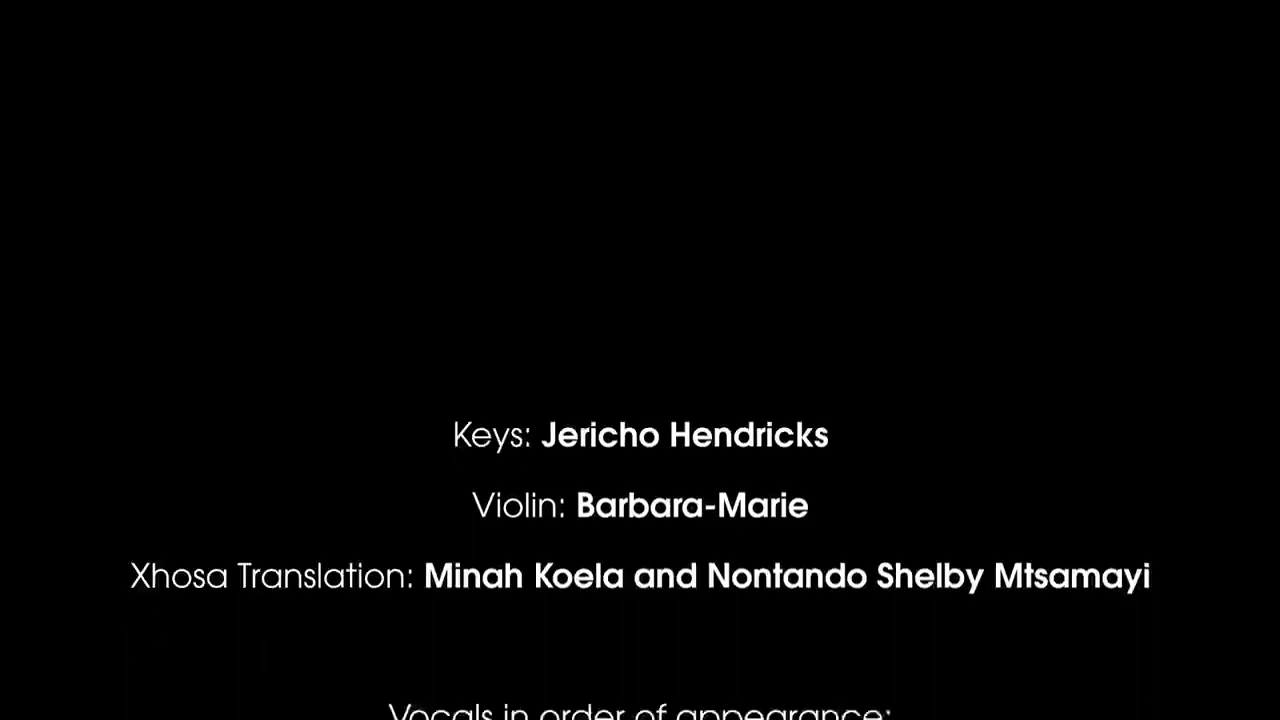 Keys: Jericho Hendricks
Violin: Barbara-Marie
Xhosa Translation: Minah Koela and Nontando Shelby Mtsamayi
Vocals in order of appearance: